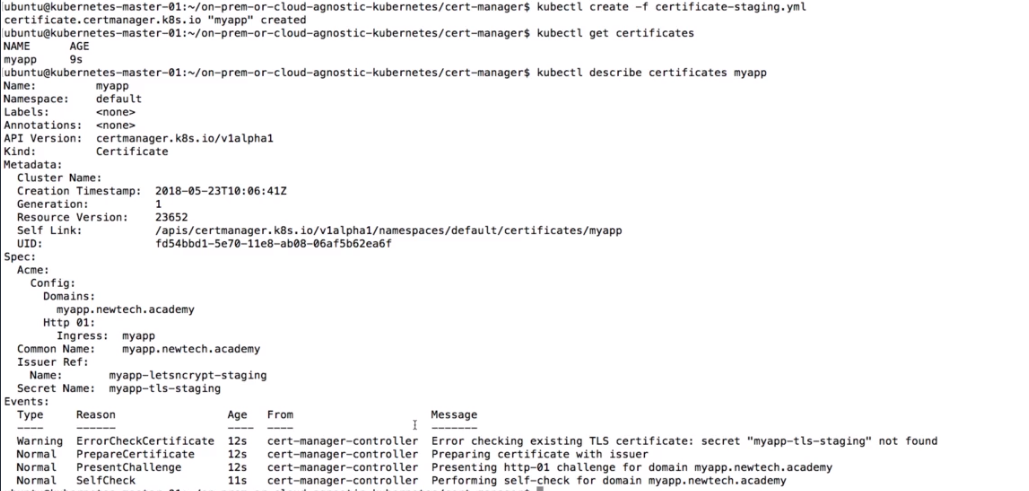 ubuntu@kubernetes-master-01:~/on-prem-or-cloud-agnostic-kubernetes/cert-manager$ kubectl create -f certificate-staging.yml
certificate.certmanager.k8s.io "myapp" created
ubuntu@kubernetes-master-01:~/on-prem-or-cloud-agnostic-kubernetes/cert-manager$ kubectl get certificates
NAME AGE
myapp 9s
ubuntu@kubernetes-master-01:~/on-prem-or-cloud-agnostic-kubernetes/cert-manager$ kubectl describe certificates myapp
Name: myapp
Namespace: default
Labels: <none>
Annotations: <none>
API Version: certmanager.k8s.io/v1alpha1
Kind: Certificate
Metadata:
Cluster Name:
Creation Timestamp: 2018-05-23T10:06:41Z
Generation: 1
Resource Version: 23652
Self Link: /apis/certmanager.k8s.io/v1alpha1/namespaces/default/certificates/myapp
UID: fd54bbd1-5e70-11e8-ab08-06af5b62ea6f
Spec:
Acme:
Config:
Domains:
myapp.newtech.academy
Http 01:
Ingress: myapp
Common Name: myapp.newtech.academy
Issuer Ref:
Name: myapp-letsncrypt-staging
Secret Name: myapp-tls-staging
Events:
Type Reason Age From Message
---- ------ ---- ---- -------
Warning ErrorCheckCertificate 12s cert-manager-controller Error checking existing TLS certificate: secret "myapp-tls-staging" not found
Normal PrepareCertificate 12s cert-manager-controller Preparing certificate with issuer
Normal PresentChallenge 12s cert-manager-controller Presenting http-01 challenge for domain myapp.newtech.academy
Normal SelfCheck 11s cert-manager-controller Performing self-check for domain myapp.newtech.academy